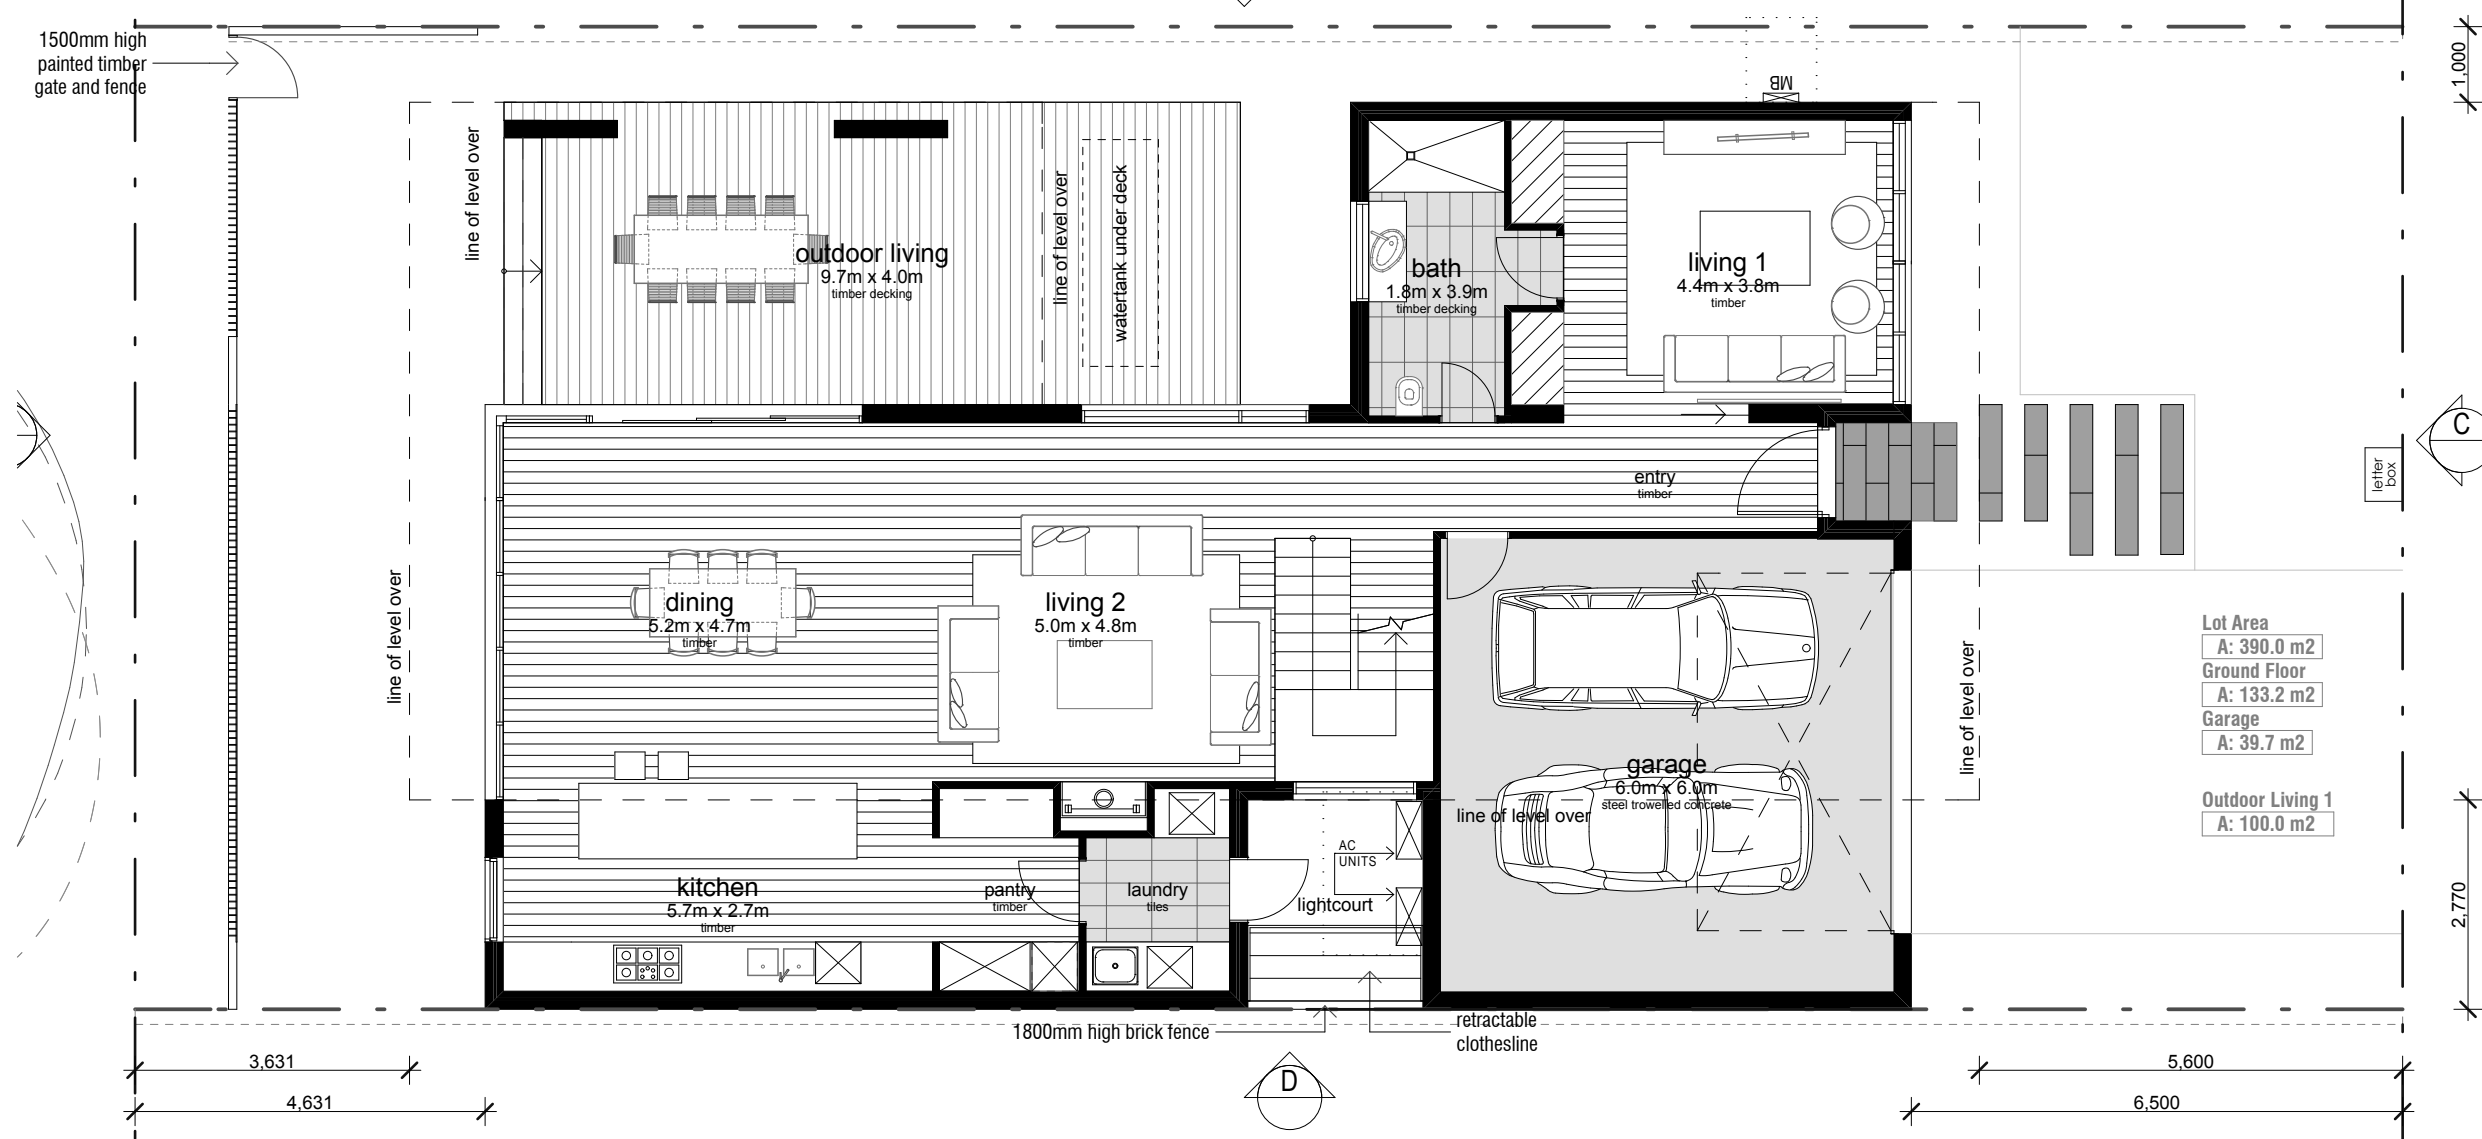 1500mm high
painted timber
gate and fence
line of level over
outdoor living
9.7m x 4.0m
timber decking
line of level over
watertank under deck
MB
bath
1.8m x 3.9m
timber decking
living 1
4.4m x 3.8m
timber
1,000
entry
timber
letter
box
C
line of level over
dining
5.2m x 4.7m
timber
living 2
5.0m x 4.8m
timber
garage
6.0m x 6.0m
steel trowelled concrete
line of level over
line of level over
Lot Area
A: 390.0 m2
Ground Floor
A: 133.2 m2
Garage
A: 39.7 m2
Outdoor Living 1
A: 100.0 m2
kitchen
5.7m x 2.7m
timber
pantry
timber
laundry
tiles
AC
UNITS
lightcourt
2,770
1800mm high brick fence
retractable
clothesline
D
3,631
4,631
5,600
6,500